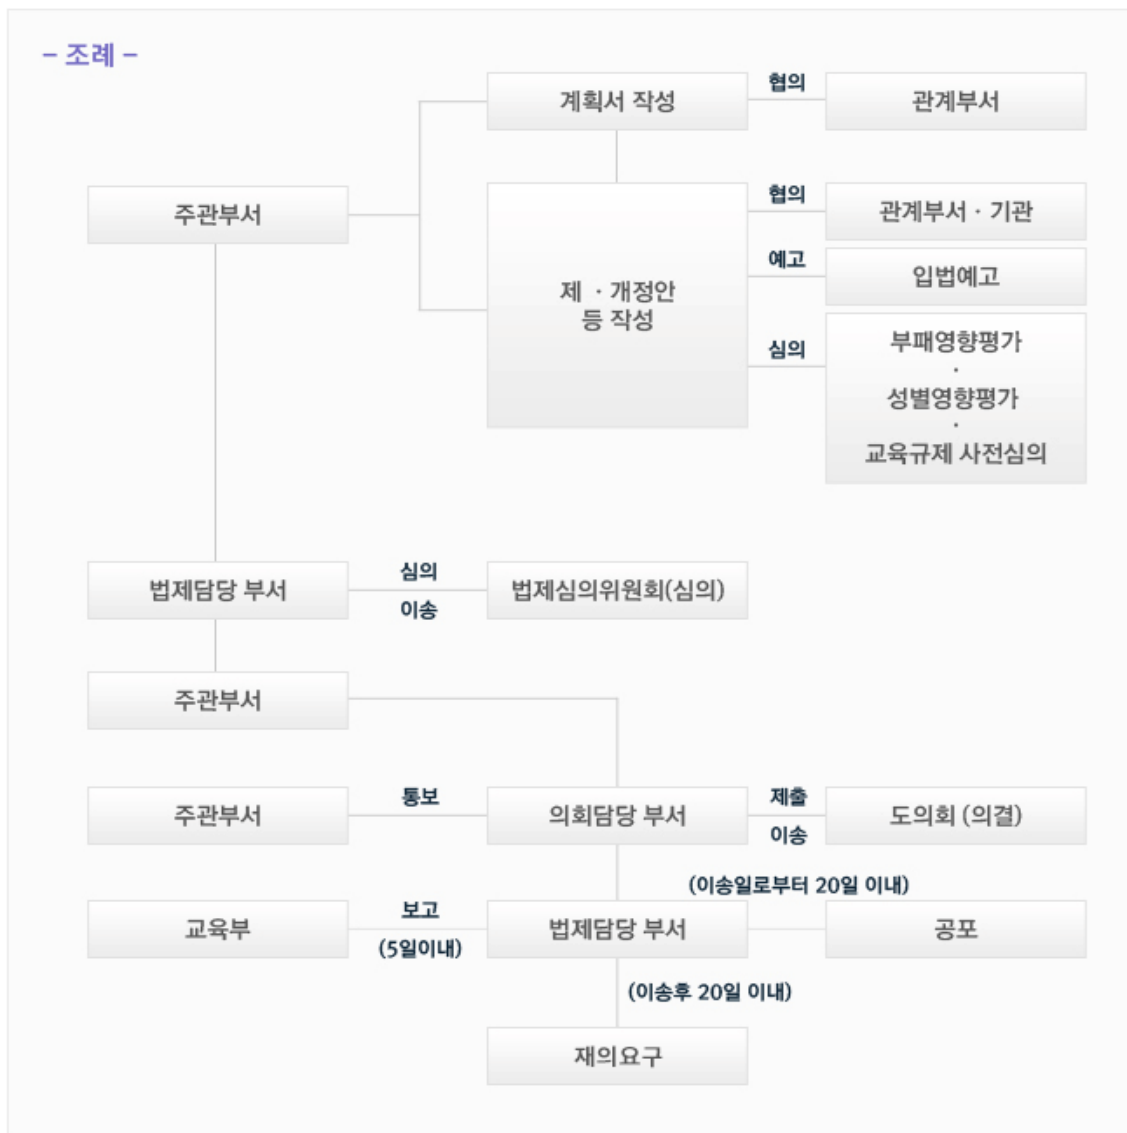 - 조례 -
계획서 작성
협의
관계부서
주관부서
제 · 개정안
등 작성
협의
관계부서 · 기관
예고
입법예고
심의
부패영향평가
·
성별영향평가
·
교육규제 사전심의
법제담당 부서
심의
이송
법제심의위원회(심의)
주관부서
주관부서
통보
의회담당 부서
제출
이송
도의회 (의결)
(이송일로부터 20일 이내)
교육부
보고
(5일이내)
법제담당 부서
공포
(이송후 20일 이내)
재의요구